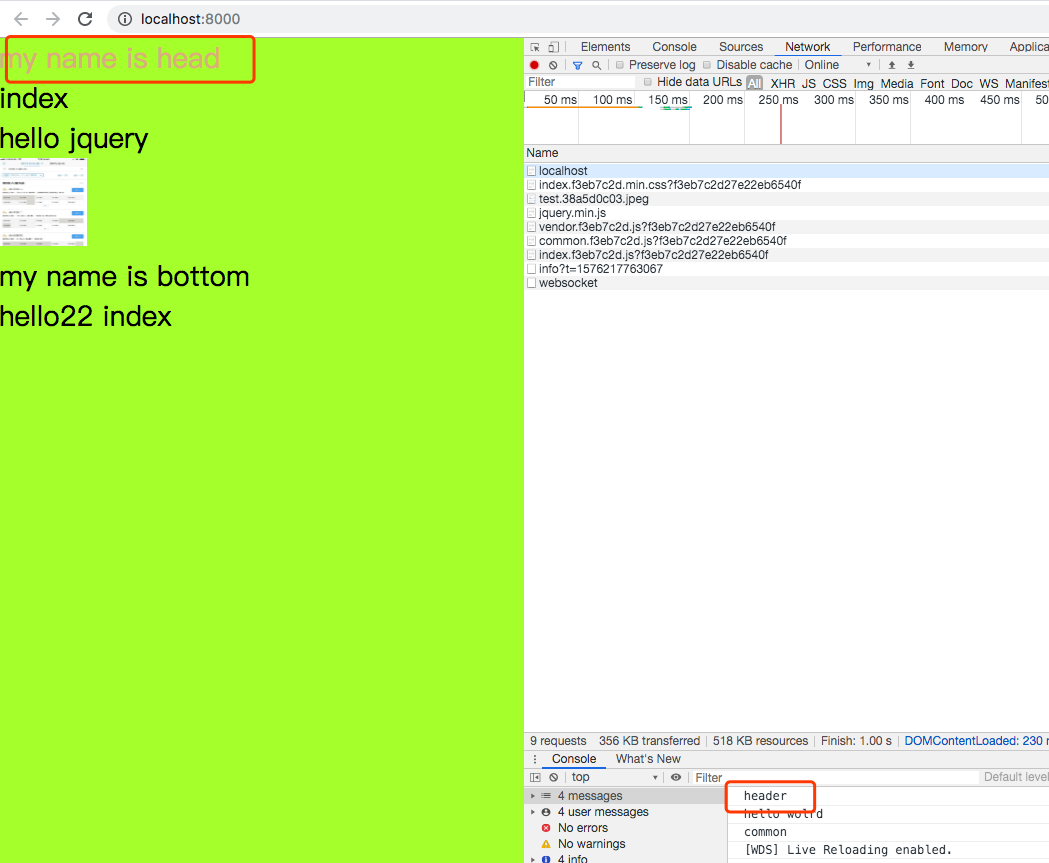 localhost:8000
my name is head
index
hello jquery
my name is bottom
hello22 index
Elements Console Sources Network Performance Memory Applica
Preserve log Disable cache Online
Filter Hide data URLs All XHR JS CSS Img Media Font Doc WS Manifest
50 ms 100 ms 150 ms 200 ms 250 ms 300 ms 350 ms 400 ms 450 ms 50
Name
localhost
index.f3eb7c2d.min.css?f3eb7c2d27e22eb6540f
test.38a5d0c03.jpeg
jquery.min.js
vendor.f3eb7c2d.js?f3eb7c2d27e22eb6540f
common.f3eb7c2d.js?f3eb7c2d27e22eb6540f
index.f3eb7c2d.js?f3eb7c2d27e22eb6540f
info?t=1576217763067
websocket
9 requests 356 KB transferred 518 KB resources Finish: 1.00 s DOMContentLoaded: 230 m
Console What's New
top Filter Default level
4 messages
4 user messages
No errors
No warnings
4 info
header
hello wolrd
common
[WDS] Live Reloading enabled.